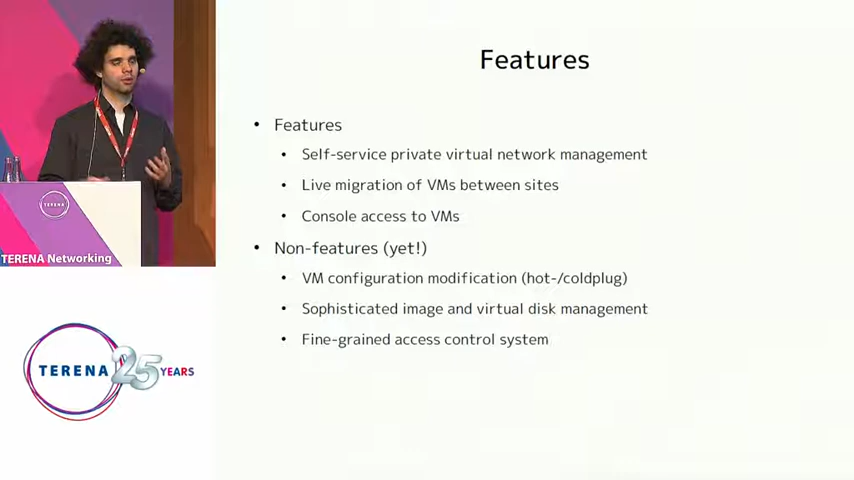 Features
• Features
• Self-service private virtual network management
• Live migration of VMs between sites
• Console access to VMs
• Non-features (yet!)
• VM configuration modification (hot-/coldplug)
• Sophisticated image and virtual disk management
• Fine-grained access control system
TERENA
TERENA Networking
TERENA 25 YEARS